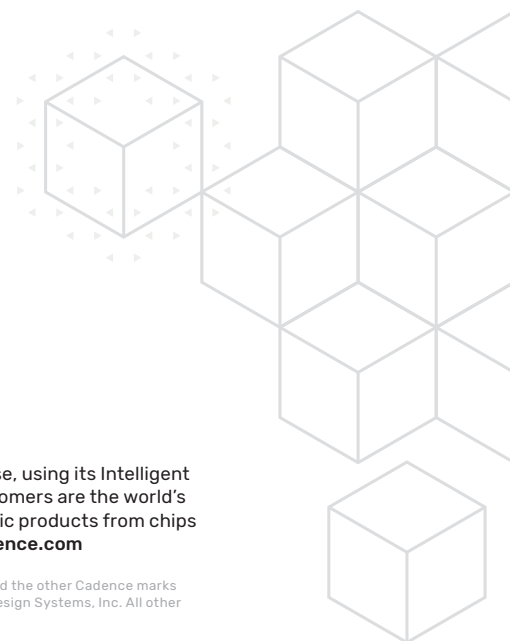 se, using its Intelligent
omers are the world's
ic products from chips
ence.com
d the other Cadence marks
esign Systems, Inc. All other